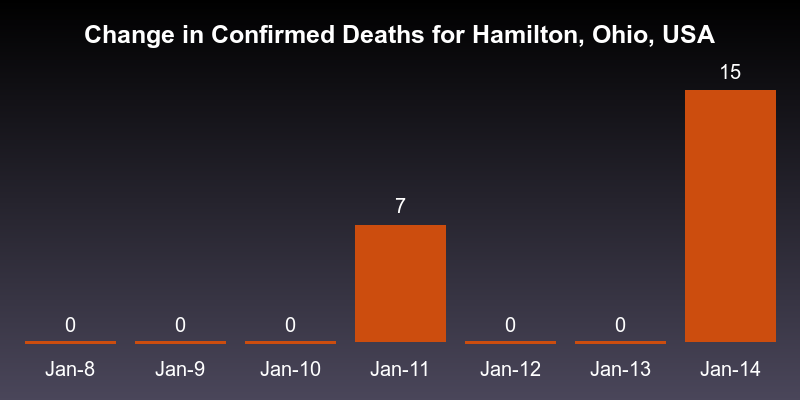 Change in Confirmed Deaths for Hamilton, Ohio, USA
15
7
0 0 0 0 0
Jan-8 Jan-9 Jan-10 Jan-11 Jan-12 Jan-13 Jan-14